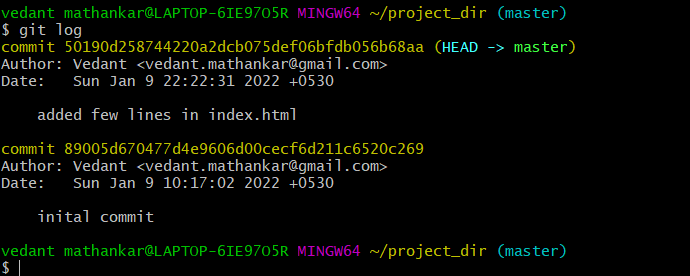 vedant mathankar@LAPTOP-6IE97O5R MINGW64 ~/project_dir (master)
$ git log
commit 50190d258744220a2dcb075def06bfdb056b68aa (HEAD -> master)
Author: Vedant <vedant.mathankar@gmail.com>
Date:   Sun Jan 9 22:22:31 2022 +0530
    added few lines in index.html
commit 89005d670477d4e9606d00cecf6d211c6520c269
Author: Vedant <vedant.mathankar@gmail.com>
Date:   Sun Jan 9 10:17:02 2022 +0530
    inital commit
vedant mathankar@LAPTOP-6IE97O5R MINGW64 ~/project_dir (master)
$